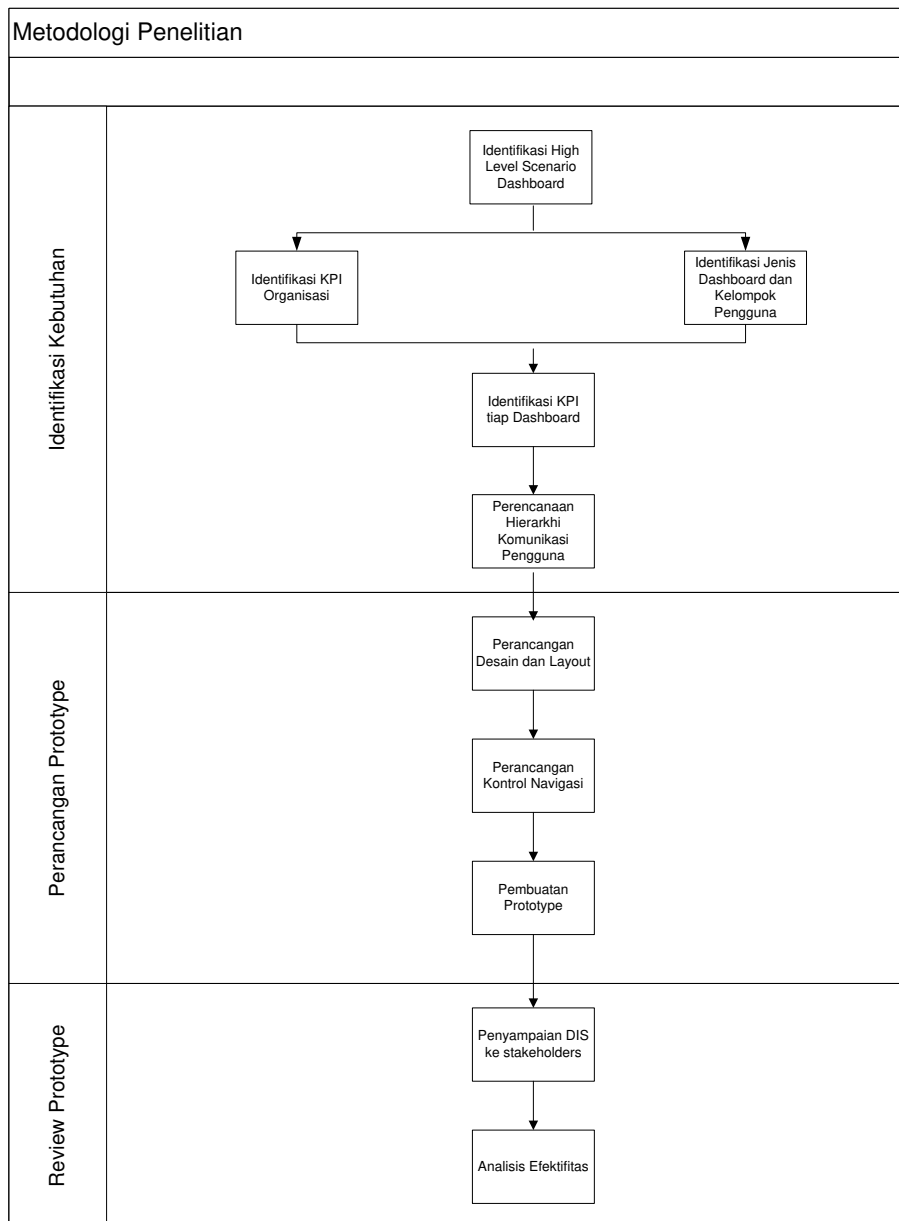 Metodologi Penelitian
Identifikasi Kebutuhan
Identifikasi High
Level Scenario
Dashboard
Identifikasi KPI
Organisasi
Identifikasi Jenis
Dashboard dan
Kelompok
Pengguna
Identifikasi KPI
tiap Dashboard
Perencanaan
Hierarkhi
Komunikasi
Pengguna
Perancangan Prototype
Perancangan
Desain dan Layout
Perancangan
Kontrol Navigasi
Pembuatan
Prototype
Review Prototype
Penyampaian DIS
ke stakeholders
Analisis Efektifitas